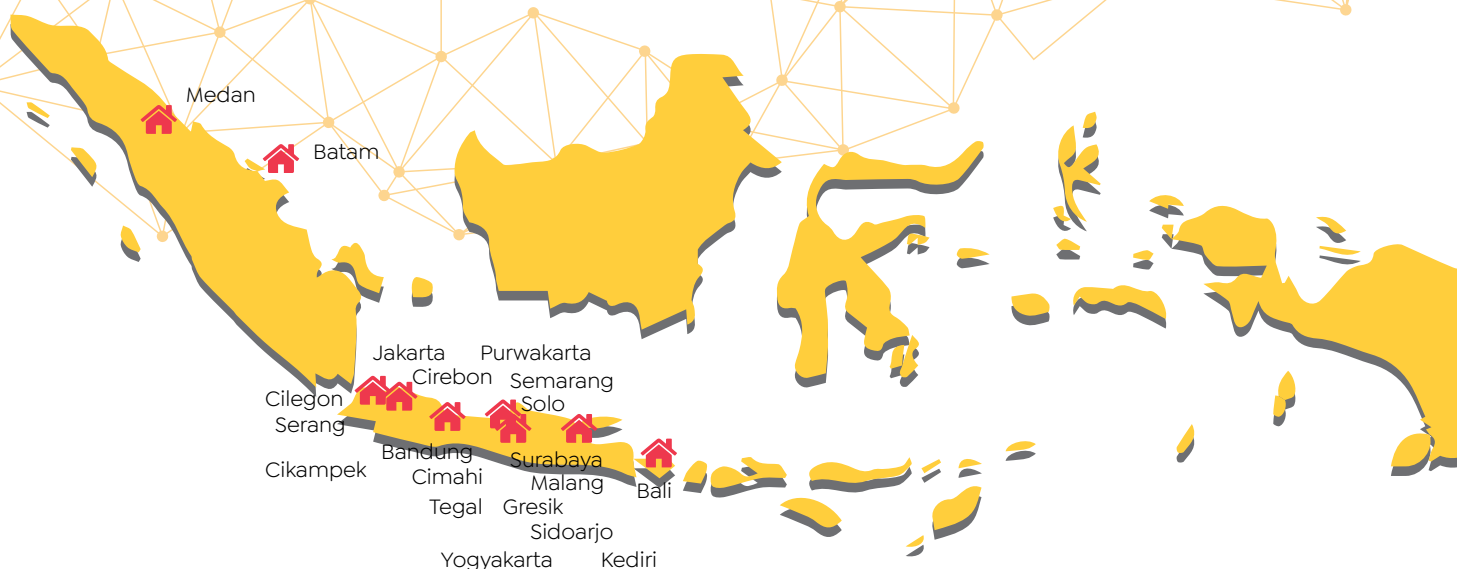 Medan
Batam
Jakarta
Purwakarta
Cirebon
Semarang
Cilegon
Solo
Serang
Bandung
Surabaya
Cikampek
Cimahi
Malang
Bali
Tegal
Gresik
Sidoarjo
Yogyakarta
Kediri